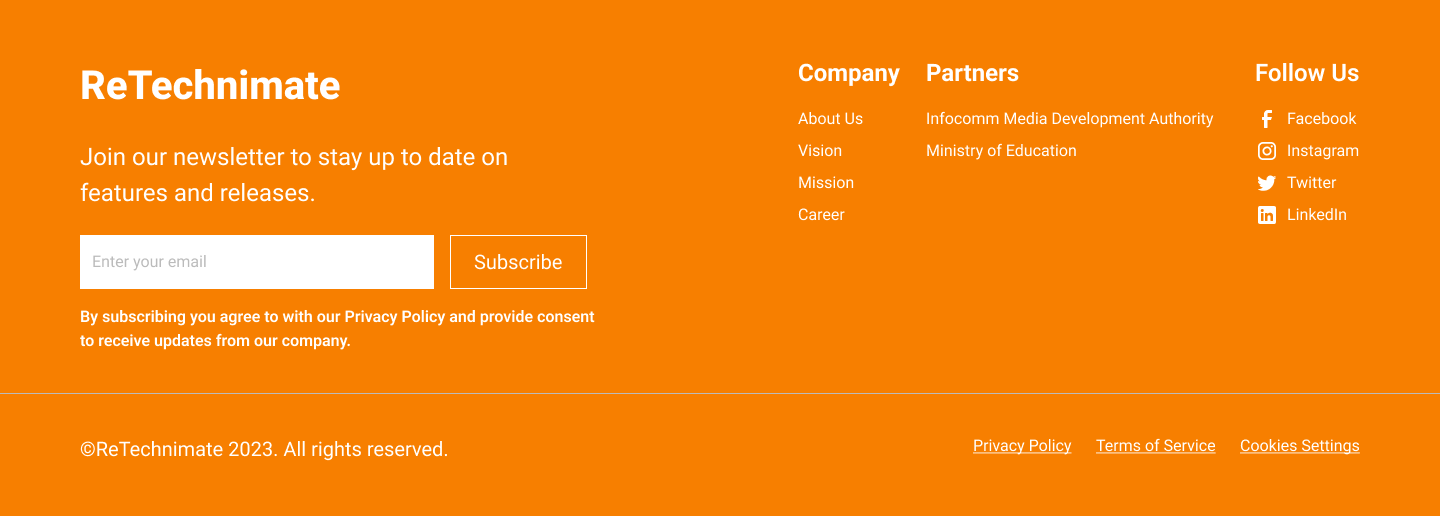 ReTechnimate
Join our newsletter to stay up to date on
features and releases.
Enter your email
Subscribe
By subscribing you agree to with our Privacy Policy and provide consent
to receive updates from our company.
Company
About Us
Vision
Mission
Career
Partners
Infocomm Media Development Authority
Ministry of Education
Follow Us
Facebook
Instagram
Twitter
LinkedIn
©ReTechnimate 2023. All rights reserved.
Privacy Policy
Terms of Service
Cookies Settings